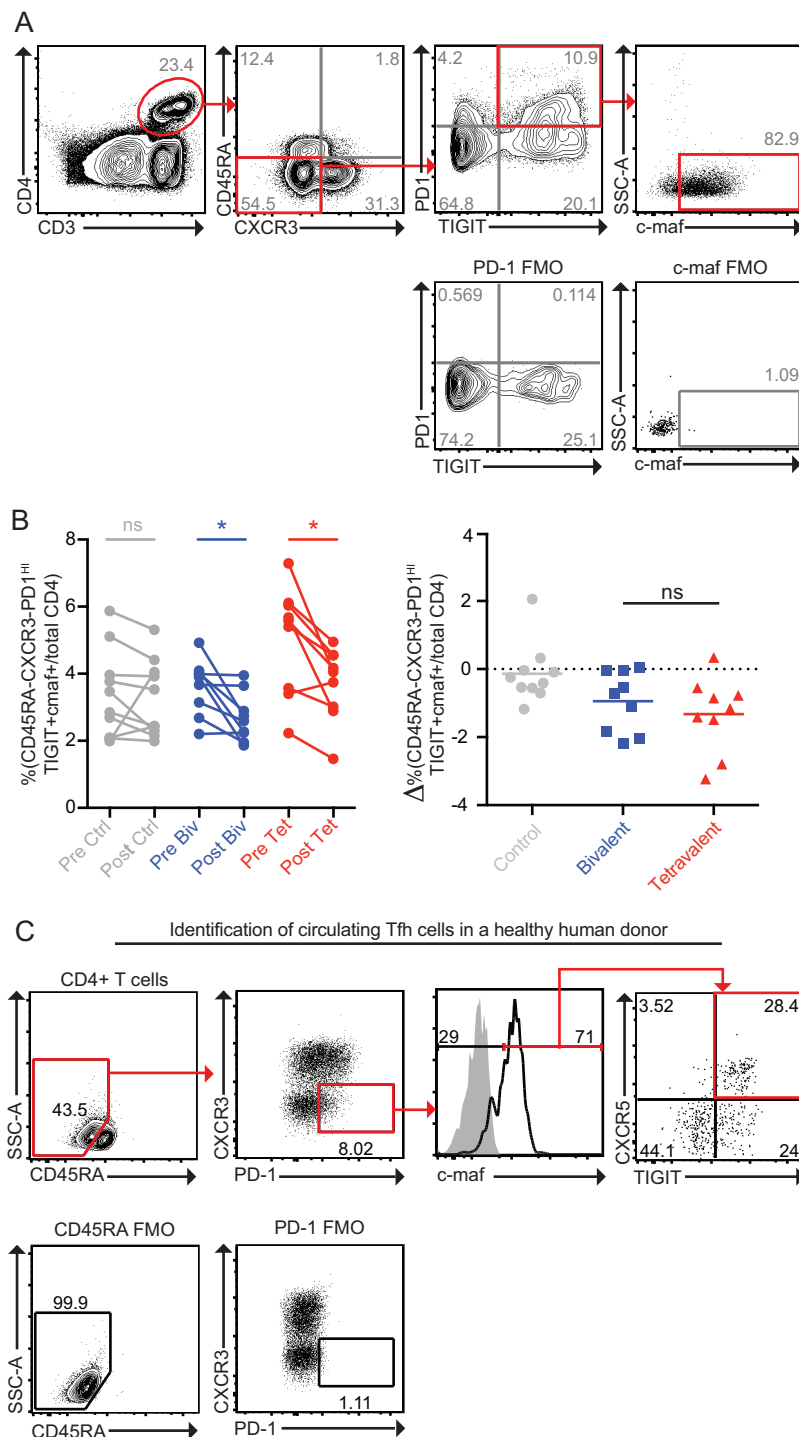 A
23.4
CD4
CD3
12.4
1.8
CD45RA
54.5
31.3
CXCR3
4.2
10.9
PD1
64.8
20.1
TIGIT
SSC-A
82.9
c-maf
PD-1 FMO
0.569
0.114
PD1
74.2
25.1
TIGIT
c-maf FMO
SSC-A
1.09
c-maf
B
%(CD45RA-CXCR3-PD1HI
TIGIT+cmaf+/total CD4)
8
6
4
2
0
ns
*
*
Pre Ctrl
Post Ctrl
Pre Biv
Post Biv
Pre Tet
Post Tet
Δ%(CD45RA-CXCR3-PD1HI
TIGIT+cmaf+/total CD4)
4
2
0
-2
-4
ns
Control
Bivalent
Tetravalent
C
Identification of circulating Tfh cells in a healthy human donor
CD4+ T cells
SSC-A
43.5
CD45RA
CXCR3
8.02
PD-1
29
71
c-maf
3.52
28.4
CXCR5
44.1
24
TIGIT
CD45RA FMO
99.9
SSC-A
CD45RA
PD-1 FMO
CXCR3
1.11
PD-1